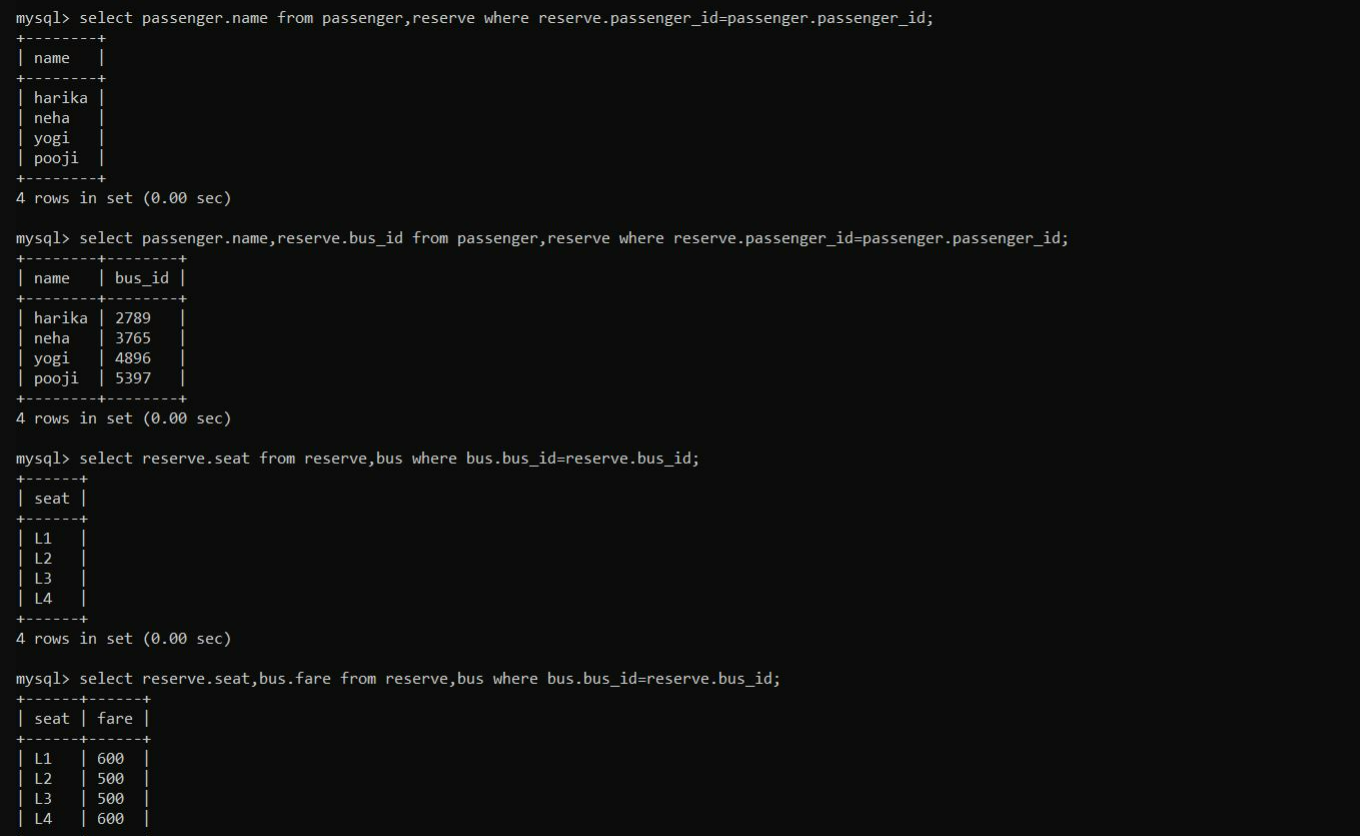 mysql> select passenger.name from passenger,reserve where reserve.passenger_id=passenger.passenger_id;
+--------+
| name   |
+--------+
| harika |
| neha   |
| yogi   |
| pooji  |
+--------+
4 rows in set (0.00 sec)
mysql> select passenger.name,reserve.bus_id from passenger,reserve where reserve.passenger_id=passenger.passenger_id;
+--------+--------+
| name   | bus_id |
+--------+--------+
| harika | 2789   |
| neha   | 3765   |
| yogi   | 4896   |
| pooji  | 5397   |
+--------+--------+
4 rows in set (0.00 sec)
mysql> select reserve.seat from reserve,bus where bus.bus_id=reserve.bus_id;
+------+
| seat |
+------+
| L1   |
| L2   |
| L3   |
| L4   |
+------+
4 rows in set (0.00 sec)
mysql> select reserve.seat,bus.fare from reserve,bus where bus.bus_id=reserve.bus_id;
+------+------+
| seat | fare |
+------+------+
| L1   | 600  |
| L2   | 500  |
| L3   | 500  |
| L4   | 600  |